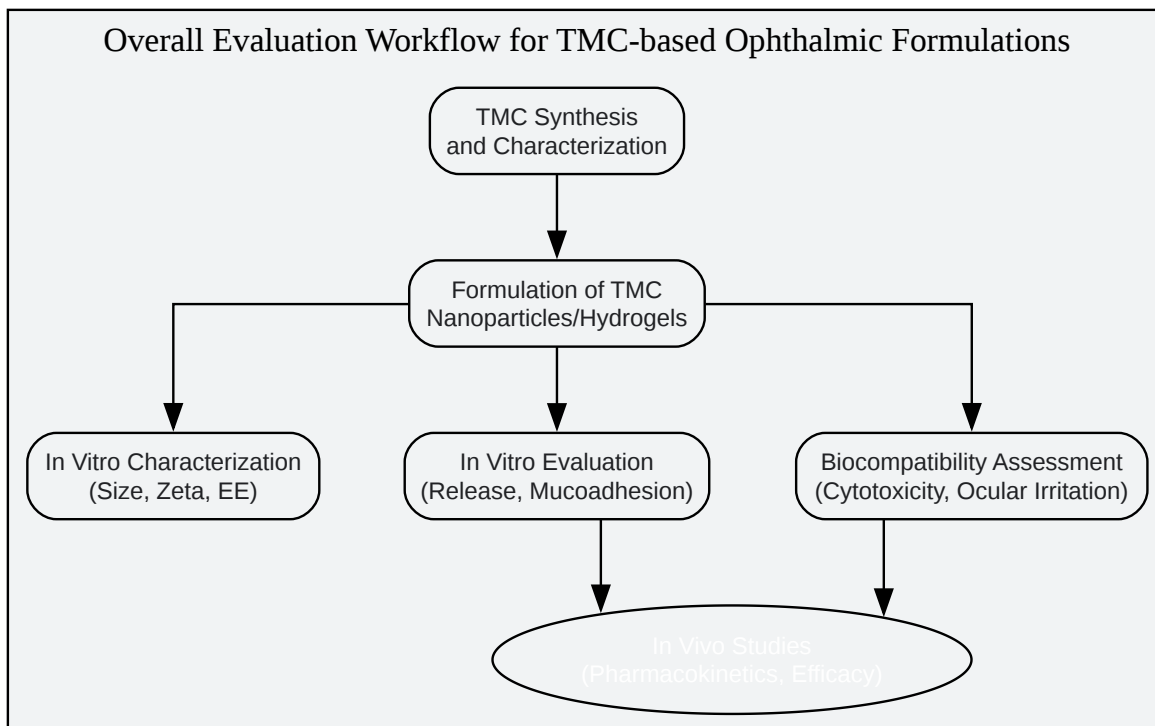 Overall Evaluation Workflow for TMC-based Ophthalmic Formulations
TMC Synthesis
and Characterization
Formulation of TMC
Nanoparticles/Hydrogels
In Vitro Characterization
(Size, Zeta, EE)
In Vitro Evaluation
(Release, Mucoadhesion)
Biocompatibility Assessment
(Cytotoxicity, Ocular Irritation)
In Vivo Studies
(Pharmacokinetics, Efficacy)